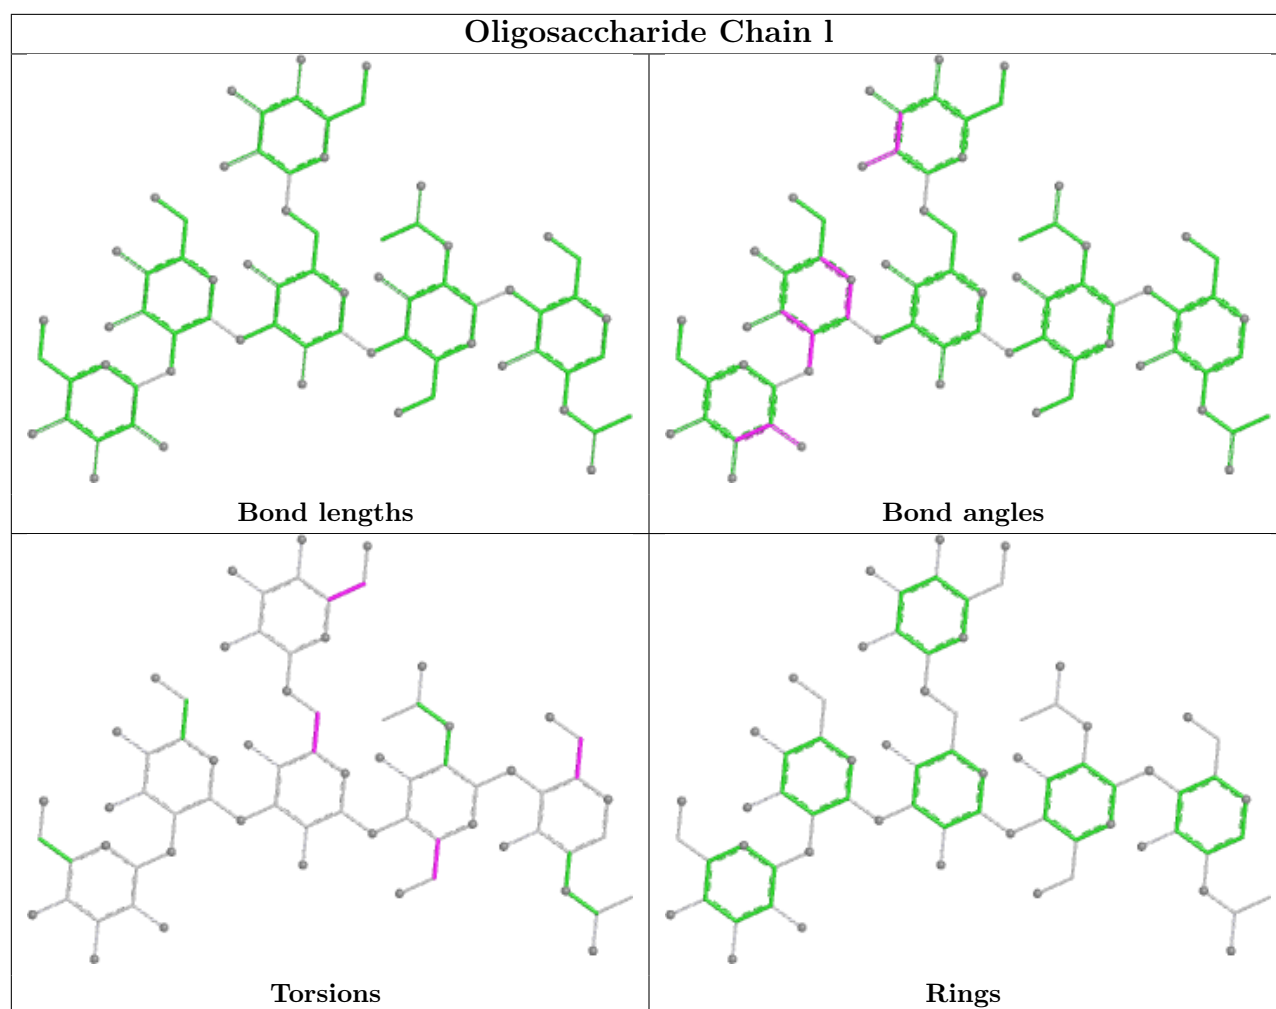 Oligosaccharide Chain l
Bond lengths
Bond angles
Torsions
Rings